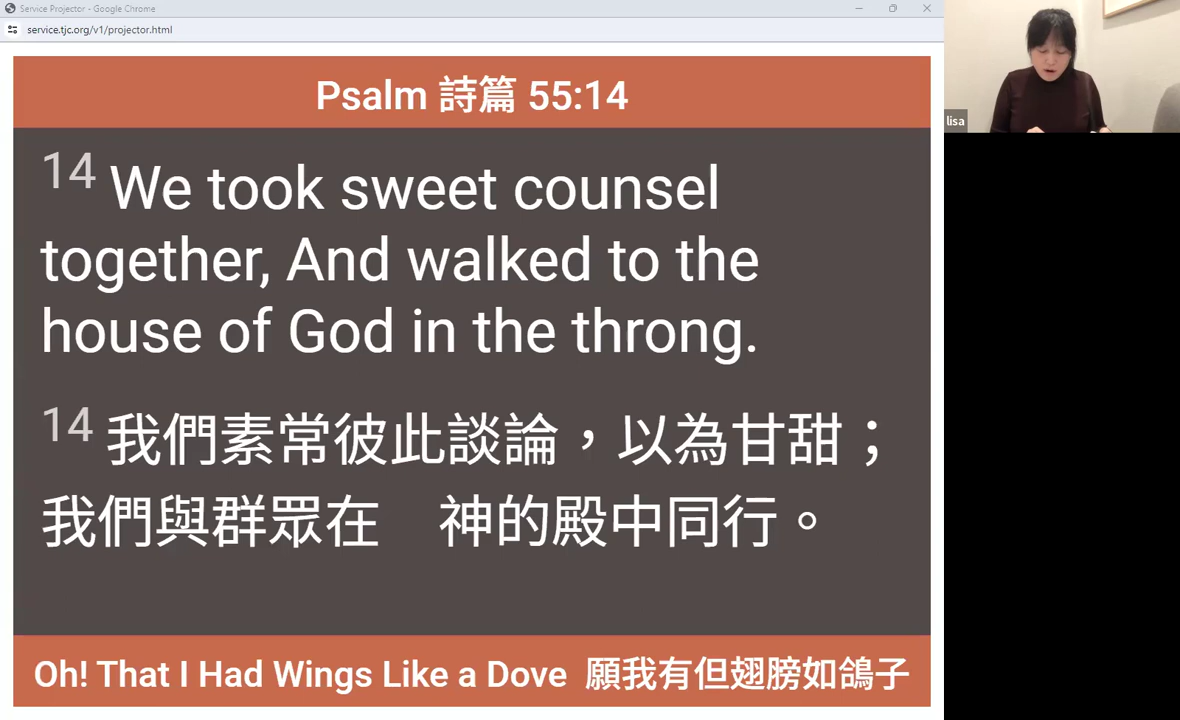 Service Projector - Google Chrome
service.tjc.org/v1/projector.html
Psalm 詩篇 55:14
14 We took sweet counsel
together, And walked to the
house of God in the throng.
14 我們素常彼此談論，以為甘甜；
我們與群眾在　神的殿中同行。
Oh! That I Had Wings Like a Dove 願我有但翅膀如鴿子
lisa